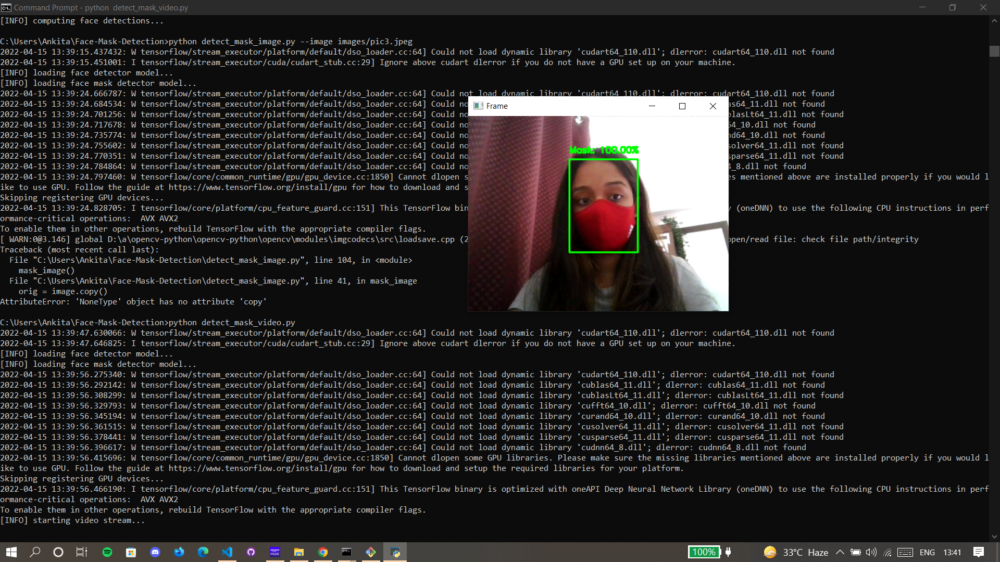 Command Prompt - python  detect_mask_video.py
[INFO] computing face detections...
C:\Users\Ankita\Face-Mask-Detection>python detect_mask_image.py --image images/pic3.jpeg
2022-04-15 13:39:15.437432: W tensorflow/stream_executor/platform/default/dso_loader.cc:64] Could not load dynamic library 'cudart64_110.dll'; dlerror: cudart64_110.dll not found
2022-04-15 13:39:15.451001: I tensorflow/stream_executor/cuda/cudart_stub.cc:29] Ignore above cudart dlerror if you do not have a GPU set up on your machine.
[INFO] loading face detector model...
[INFO] loading face mask detector model...
2022-04-15 13:39:24.666787: W tensorflow/stream_executor/platform/default/dso_loader.cc:64] Could not load dynamic library 'cudart64_110.dll'; dlerror: cudart64_110.dll not found
2022-04-15 13:39:24.684534: W tensorflow/stream_executor/platform/default/dso_loader.cc:64] Could no as64_11.dll not found
2022-04-15 13:39:24.701256: W tensorflow/stream_executor/platform/default/dso_loader.cc:64] Could no blasLt64_11.dll not found
2022-04-15 13:39:24.717678: W tensorflow/stream_executor/platform/default/dso_loader.cc:64] Could no 64_10.dll not found
2022-04-15 13:39:24.735774: W tensorflow/stream_executor/platform/default/dso_loader.cc:64] Could no nd64_10.dll not found
2022-04-15 13:39:24.755602: W tensorflow/stream_executor/platform/default/dso_loader.cc:64] Could no solver64_11.dll not found
2022-04-15 13:39:24.770351: W tensorflow/stream_executor/platform/default/dso_loader.cc:64] Could no sparse64_11.dll not found
2022-04-15 13:39:24.784864: W tensorflow/stream_executor/platform/default/dso_loader.cc:64] Could no 4_8.dll not found
2022-04-15 13:39:24.797460: W tensorflow/core/common_runtime/gpu/gpu_device.cc:1850] Cannot dlopen s es mentioned above are installed properly if you would l
ike to use GPU. Follow the guide at https://www.tensorflow.org/install/gpu for how to download and s
Skipping registering GPU devices...
2022-04-15 13:39:24.828705: I tensorflow/core/platform/cpu_feature_guard.cc:151] This TensorFlow bin y (oneDNN) to use the following CPU instructions in perf
ormance-critical operations:  AVX AVX2
To enable them in other operations, rebuild TensorFlow with the appropriate compiler flags.
[ WARN:0@3.146] global D:\a\opencv-python\opencv-python\opencv\modules\imgcodecs\src\loadsave.cpp (2 open/read file: check file path/integrity
Traceback (most recent call last):
  File "C:\Users\Ankita\Face-Mask-Detection\detect_mask_image.py", line 104, in <module>
    mask_image()
  File "C:\Users\Ankita\Face-Mask-Detection\detect_mask_image.py", line 41, in mask_image
    orig = image.copy()
AttributeError: 'NoneType' object has no attribute 'copy'
Frame
Mask: 100.00%
C:\Users\Ankita\Face-Mask-Detection>python detect_mask_video.py
2022-04-15 13:39:47.630066: W tensorflow/stream_executor/platform/default/dso_loader.cc:64] Could not load dynamic library 'cudart64_110.dll'; dlerror: cudart64_110.dll not found
2022-04-15 13:39:47.646825: I tensorflow/stream_executor/cuda/cudart_stub.cc:29] Ignore above cudart dlerror if you do not have a GPU set up on your machine.
[INFO] loading face detector model...
[INFO] loading face mask detector model...
2022-04-15 13:39:56.275340: W tensorflow/stream_executor/platform/default/dso_loader.cc:64] Could not load dynamic library 'cudart64_110.dll'; dlerror: cudart64_110.dll not found
2022-04-15 13:39:56.292142: W tensorflow/stream_executor/platform/default/dso_loader.cc:64] Could not load dynamic library 'cublas64_11.dll'; dlerror: cublas64_11.dll not found
2022-04-15 13:39:56.308299: W tensorflow/stream_executor/platform/default/dso_loader.cc:64] Could not load dynamic library 'cublasLt64_11.dll'; dlerror: cublasLt64_11.dll not found
2022-04-15 13:39:56.329793: W tensorflow/stream_executor/platform/default/dso_loader.cc:64] Could not load dynamic library 'cufft64_10.dll'; dlerror: cufft64_10.dll not found
2022-04-15 13:39:56.345194: W tensorflow/stream_executor/platform/default/dso_loader.cc:64] Could not load dynamic library 'curand64_10.dll'; dlerror: curand64_10.dll not found
2022-04-15 13:39:56.361515: W tensorflow/stream_executor/platform/default/dso_loader.cc:64] Could not load dynamic library 'cusolver64_11.dll'; dlerror: cusolver64_11.dll not found
2022-04-15 13:39:56.378441: W tensorflow/stream_executor/platform/default/dso_loader.cc:64] Could not load dynamic library 'cusparse64_11.dll'; dlerror: cusparse64_11.dll not found
2022-04-15 13:39:56.396617: W tensorflow/stream_executor/platform/default/dso_loader.cc:64] Could not load dynamic library 'cudnn64_8.dll'; dlerror: cudnn64_8.dll not found
2022-04-15 13:39:56.415696: W tensorflow/core/common_runtime/gpu/gpu_device.cc:1850] Cannot dlopen some GPU libraries. Please make sure the missing libraries mentioned above are installed properly if you would l
ike to use GPU. Follow the guide at https://www.tensorflow.org/install/gpu for how to download and setup the required libraries for your platform.
Skipping registering GPU devices...
2022-04-15 13:39:56.466190: I tensorflow/core/platform/cpu_feature_guard.cc:151] This TensorFlow binary is optimized with oneAPI Deep Neural Network Library (oneDNN) to use the following CPU instructions in perf
ormance-critical operations:  AVX AVX2
To enable them in other operations, rebuild TensorFlow with the appropriate compiler flags.
[INFO] starting video stream...
amazon music
100% 33°C Haze ENG 13:41